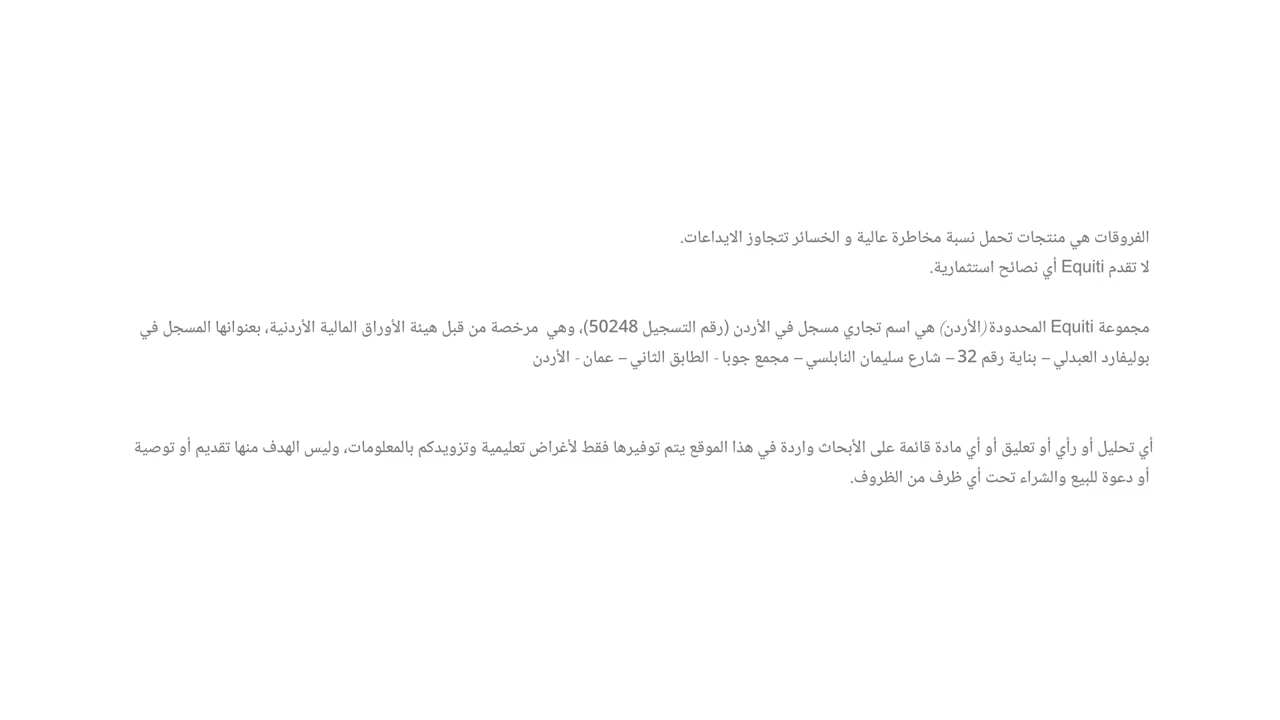 الفروقات هي منتجات تحمل نسبة مخاطرة عالية و الخسائر تتجاوز الايداعات.
لا تقدم Equiti أي نصائح استثمارية.
مجموعة Equiti المحدودة (الأردن) هي اسم تجاري مسجل في الأردن (رقم التسجيل 50248)، وهي مرخصة من قبل هيئة الأوراق المالية الأردنية، بعنوانها المسجل في
بوليفارد العبدلي – بناية رقم 32 – شارع سليمان النابلسي – مجمع جوبا - الطابق الثاني – عمان - الأردن
أي تحليل أو رأي أو تعليق أو أي مادة قائمة على الأبحاث واردة في هذا الموقع يتم توفيرها فقط لأغراض تعليمية وتزويدكم بالمعلومات، وليس الهدف منها تقديم أو توصية
أو دعوة للبيع والشراء تحت أي ظرف من الظروف.